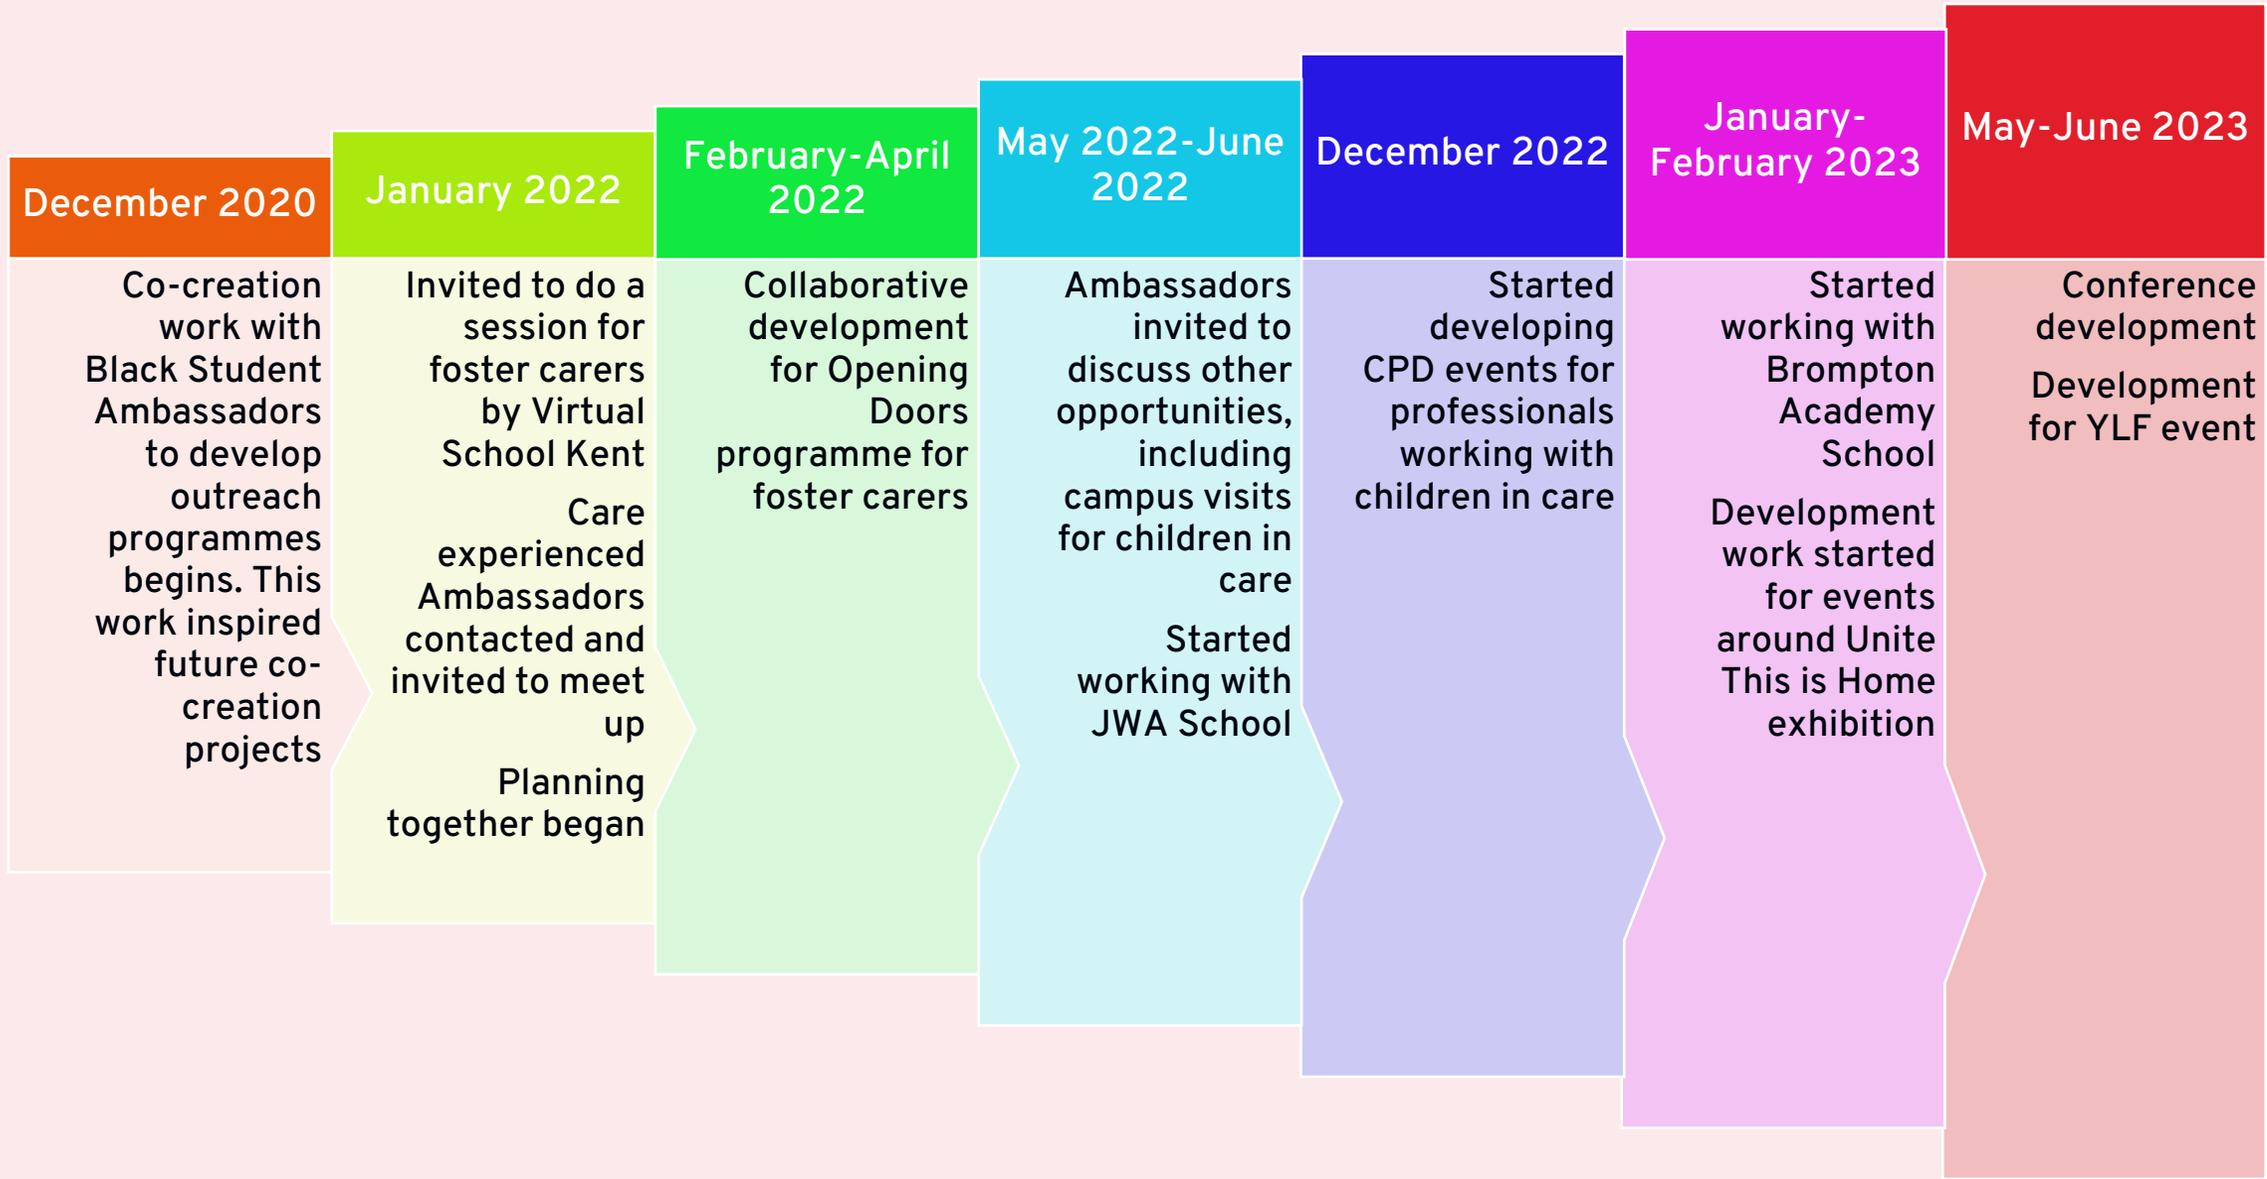 December 2020
Co-creation
work with
Black Student
Ambassadors
to develop
outreach
programmes
begins. This
work inspired
future co-
creation
projects
January 2022
Invited to do a
session for
foster carers
by Virtual
School Kent
Care
experienced
Ambassadors
contacted and
invited to meet
up
Planning
together began
February-April
2022
Collaborative
development
for Opening
Doors
programme for
foster carers
May 2022-June
2022
Ambassadors
invited to
discuss other
opportunities,
including
campus visits
for children in
care
Started
working with
JWA School
December 2022
Started
developing
CPD events for
professionals
working with
children in care
January-
February 2023
Started
working with
Brompton
Academy
School
Development
work started
for events
around Unite
This is Home
exhibition
May-June 2023
Conference
development
Development
for YLF event